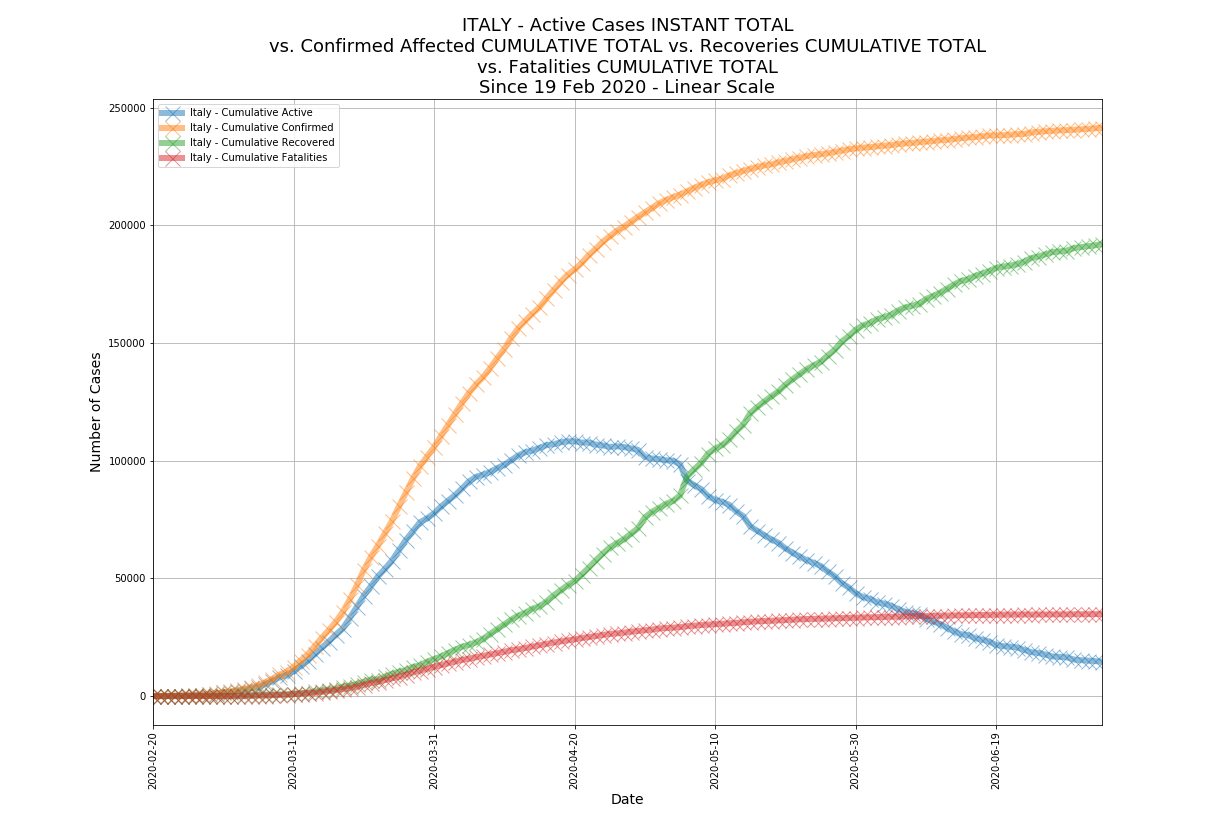 ITALY - Active Cases INSTANT TOTAL
vs. Confirmed Affected CUMULATIVE TOTAL vs. Recoveries CUMULATIVE TOTAL
vs. Fatalities CUMULATIVE TOTAL
Since 19 Feb 2020 - Linear Scale
Italy - Cumulative Active
Italy - Cumulative Confirmed
Italy - Cumulative Recovered
Italy - Cumulative Fatalities
Number of Cases
250000
200000
150000
100000
50000
0
2020-02-20
2020-03-11
2020-03-31
2020-04-20
2020-05-10
2020-05-30
2020-06-19
Date